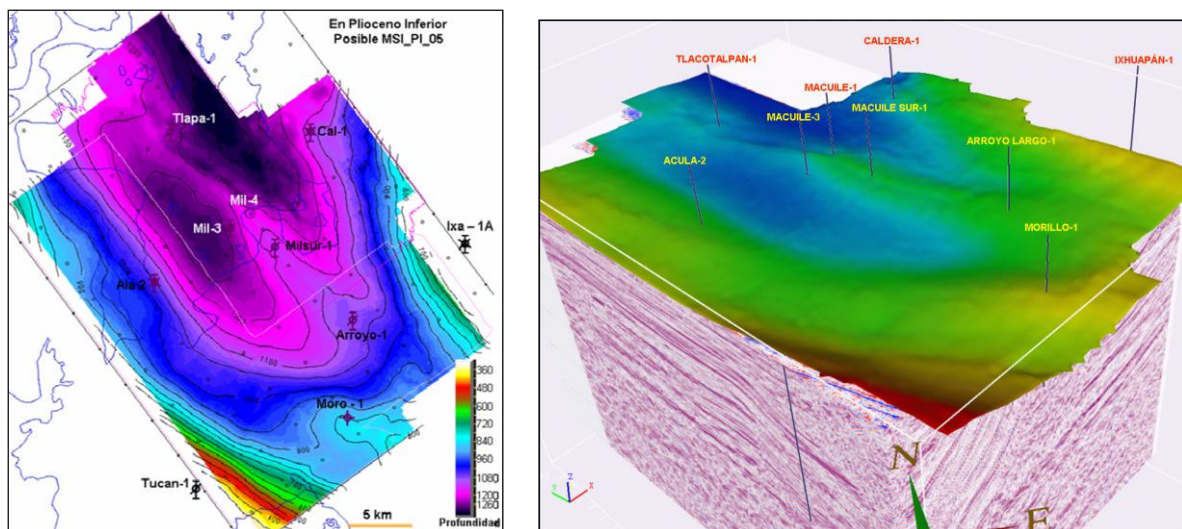 En Plioceno Inferior
Posible MSI_PI_05
Tlapa-1
Cal-1
Mil-4
Mil-3
Milsur-1
Ixa – 1A
Ala-2
Arroyo-1
1100
Moro - 1
Tucan-1
5 km
360
480
600
720
840
960
1080
1200
1260
Profundidad
CALDERA-1
TLACOTALPAN-1
IXHUAPÁN-1
MACUILE-1
MACUILE-3
MACUILE SUR-1
ARROYO LARGO-1
ACULA-2
MORILLO-1
N
E
Z
Y
X